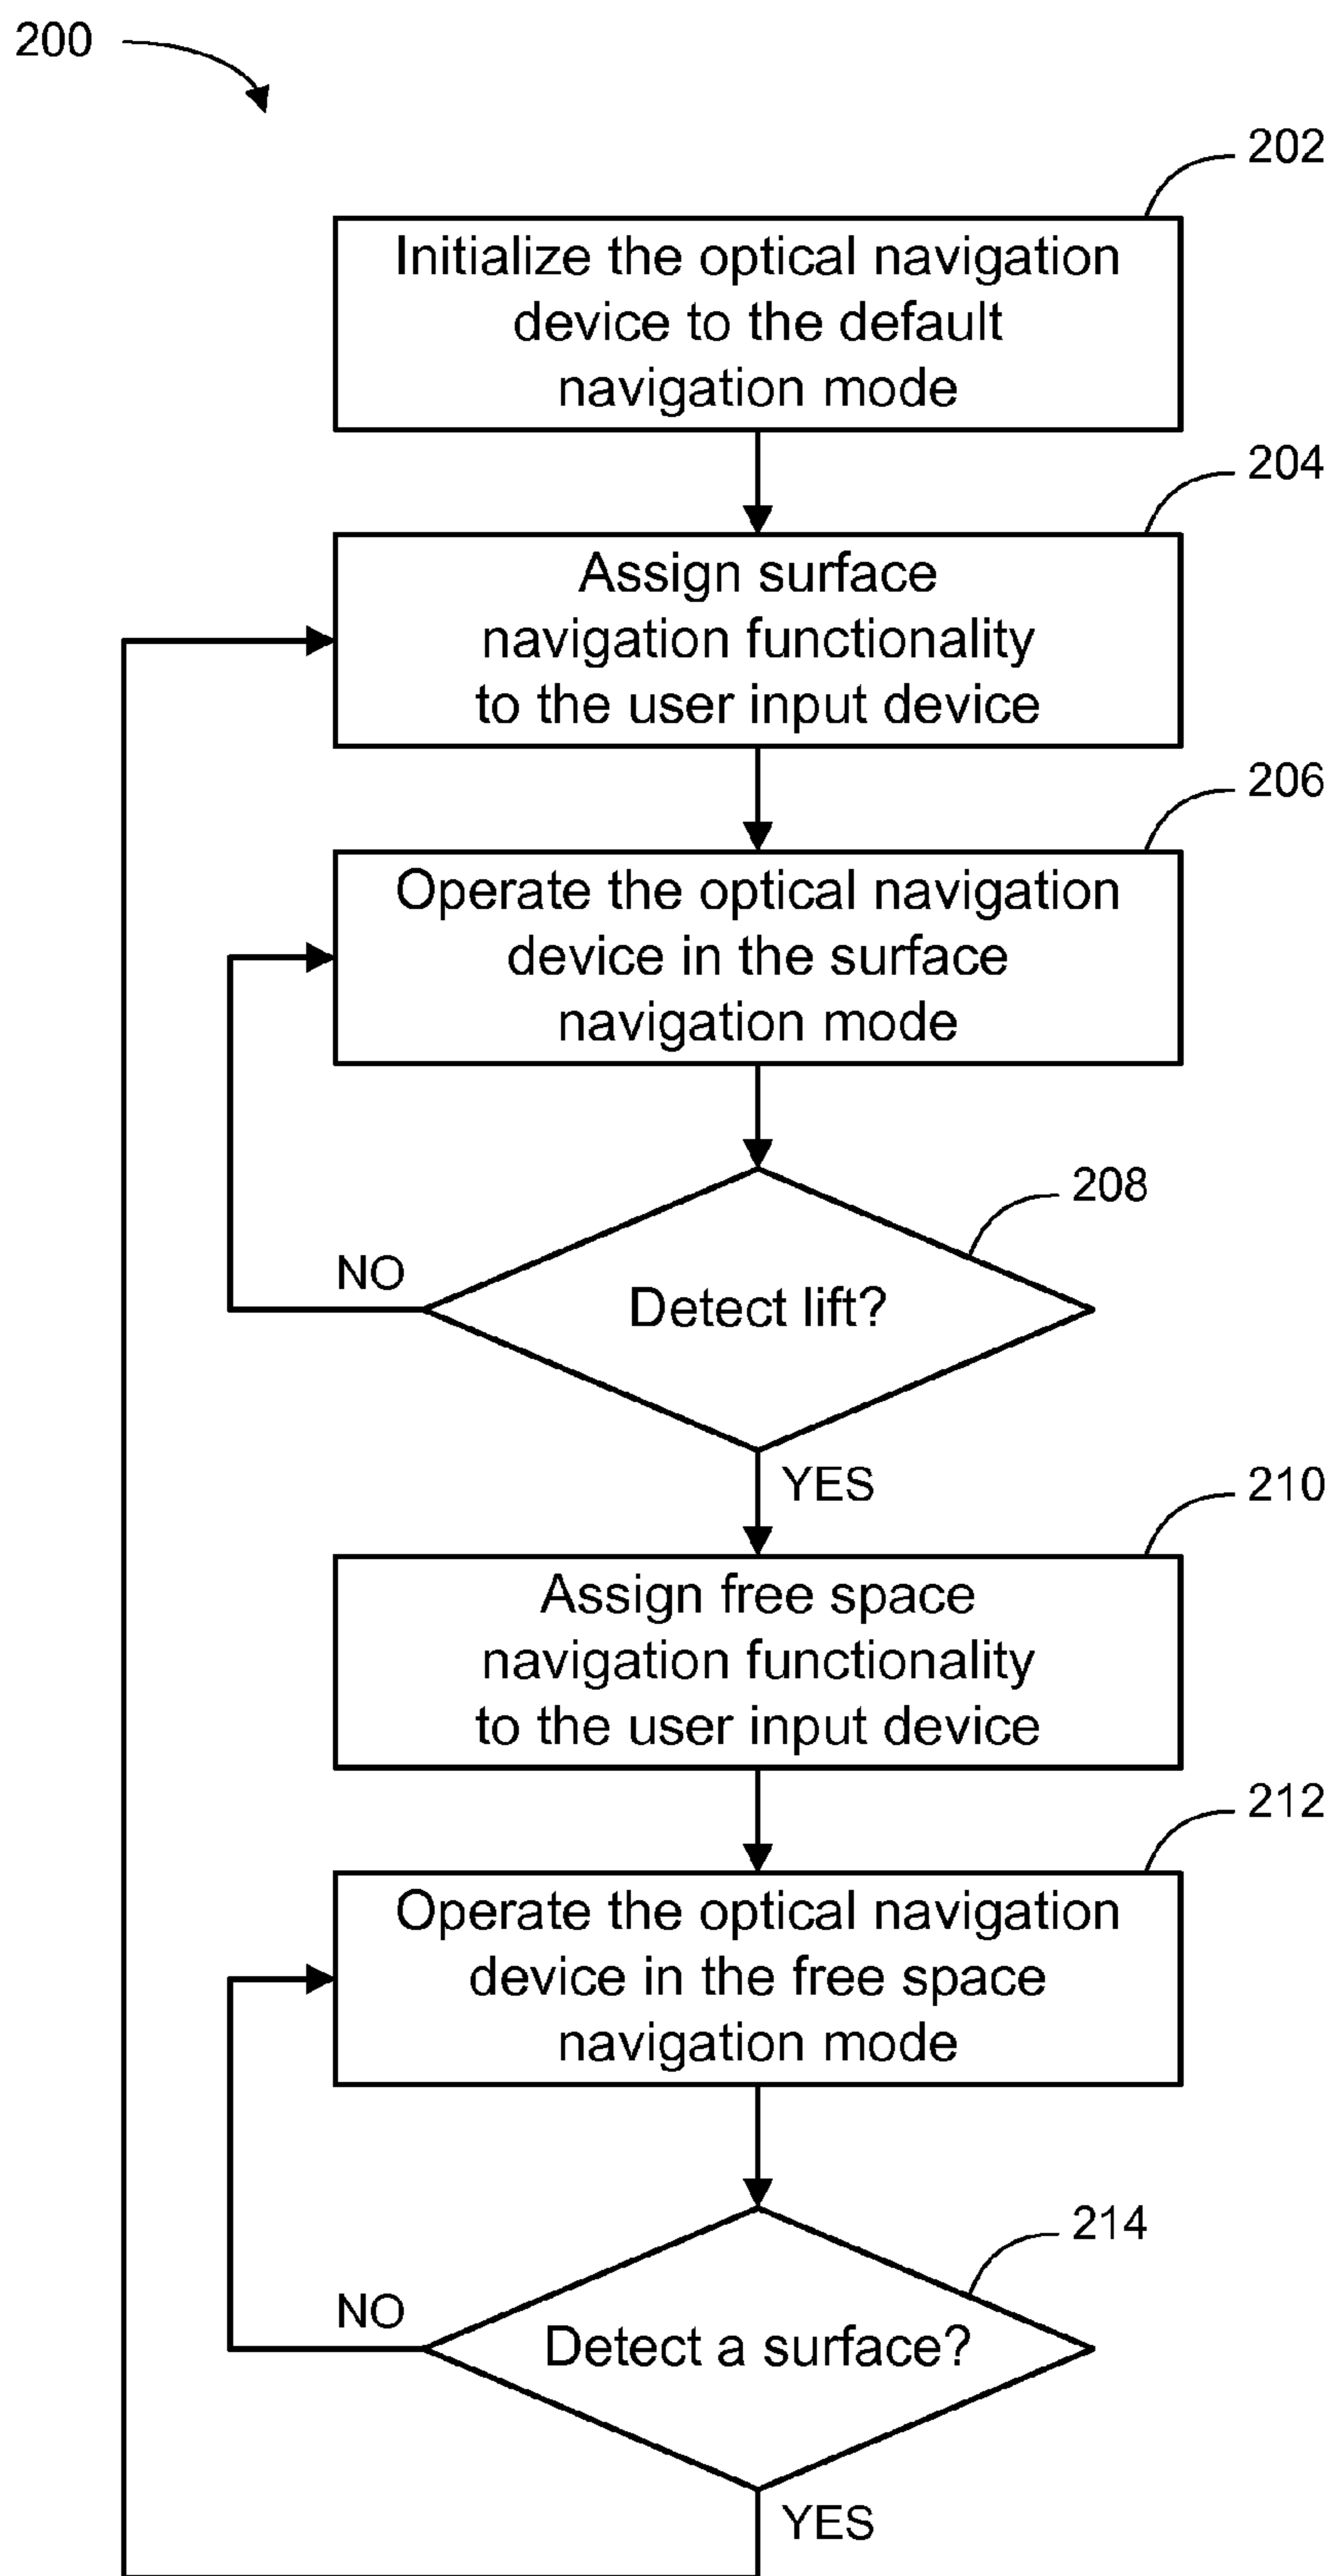 200
202
Initialize the optical navigation
device to the default
navigation mode
204
Assign surface
navigation functionality
to the user input device
206
Operate the optical navigation
device in the surface
navigation mode
208
NO
Detect lift?
YES
210
Assign free space
navigation functionality
to the user input device
212
Operate the optical navigation
device in the free space
navigation mode
214
NO
Detect a surface?
YES